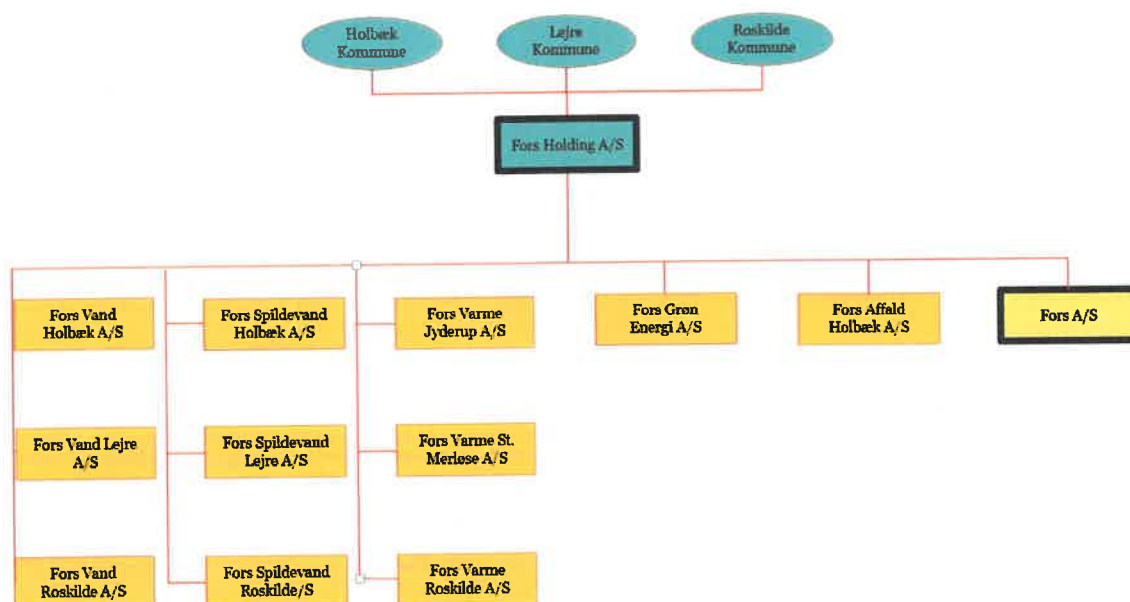 Holbæk
Kommune
Lejre
Kommune
Roskilde
Kommune
Fors Holding A/S
Fors Vand
Holbæk A/S
Fors Spildevand
Holbæk A/S
Fors Varme
Jyderup A/S
Fors Grøn
Energi A/S
Fors Affald
Holbæk A/S
Fors A/S
Fors Vand Lejre
A/S
Fors Spildevand
Lejre A/S
Fors Varme St.
Merløse A/S
Fors Vand
Roskilde A/S
Fors Spildevand
Roskilde/S
Fors Varme
Roskilde A/S